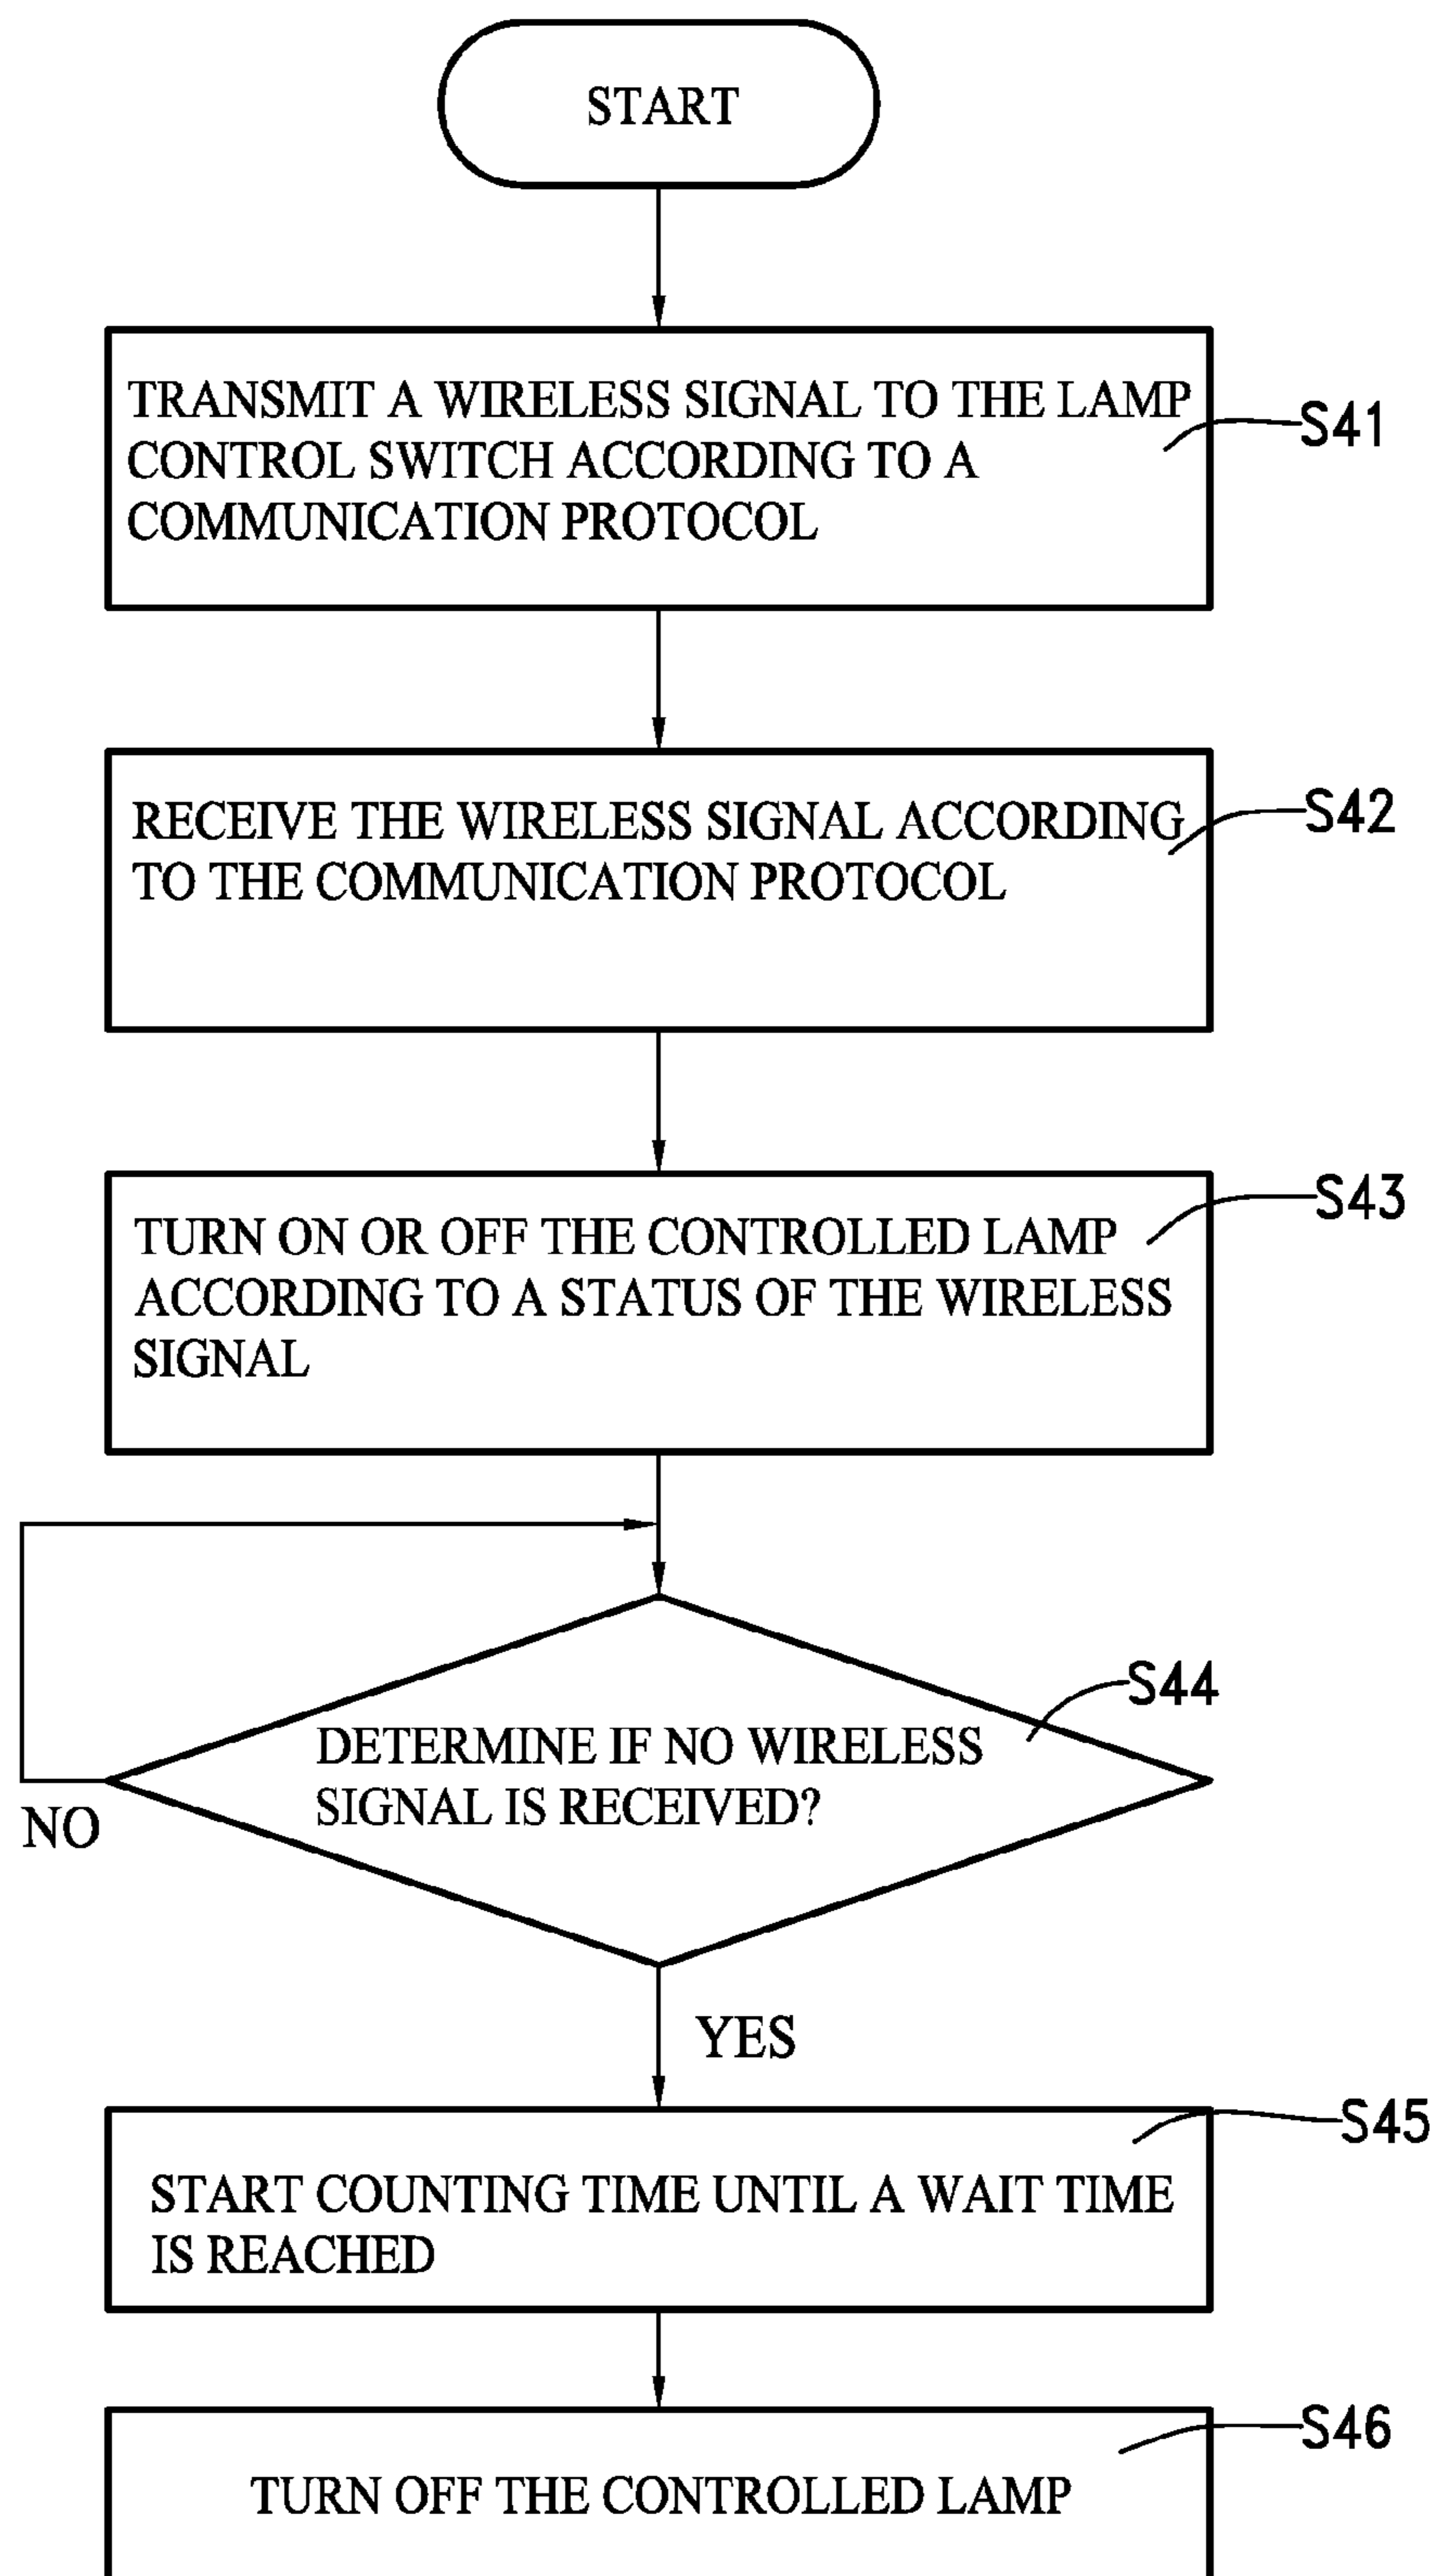 START
TRANSMIT A WIRELESS SIGNAL TO THE LAMP
CONTROL SWITCH ACCORDING TO A
COMMUNICATION PROTOCOL
S41
RECEIVE THE WIRELESS SIGNAL ACCORDING
TO THE COMMUNICATION PROTOCOL
S42
TURN ON OR OFF THE CONTROLLED LAMP
ACCORDING TO A STATUS OF THE WIRELESS
SIGNAL
S43
DETERMINE IF NO WIRELESS
SIGNAL IS RECEIVED?
S44
NO
YES
START COUNTING TIME UNTIL A WAIT TIME
IS REACHED
S45
TURN OFF THE CONTROLLED LAMP
S46